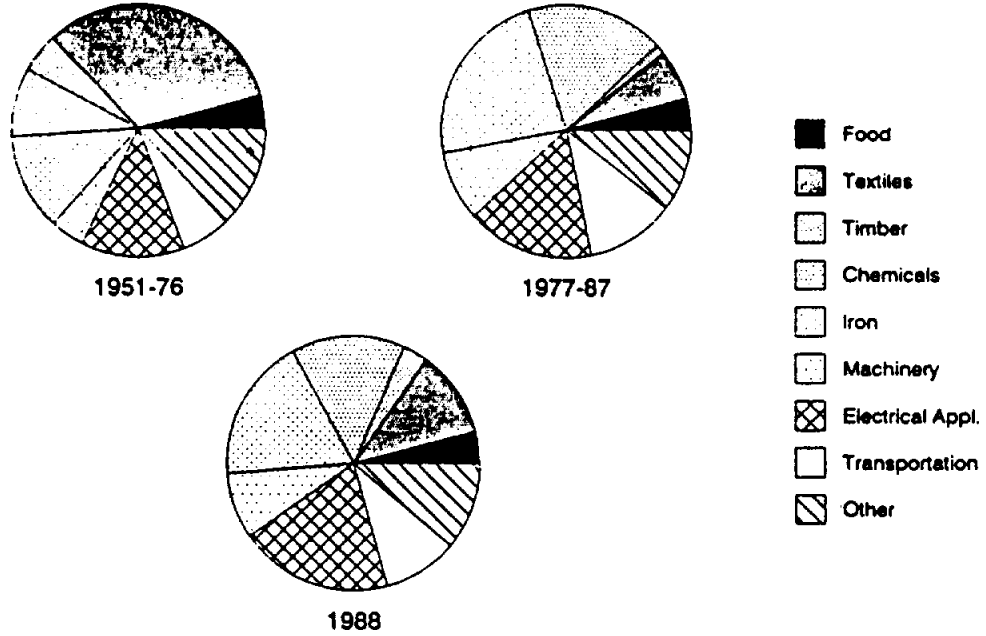 1951-76
1977-87
1988
Food
Textiles
Timber
Chemicals
Iron
Machinery
Electrical Appl.
Transportation
Other